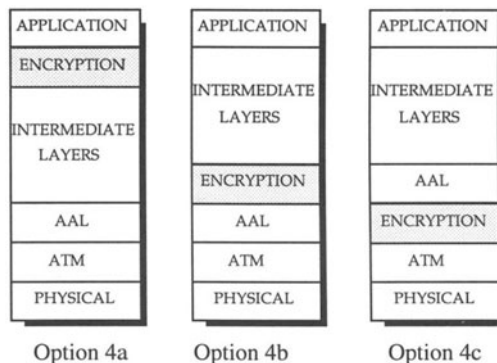 APPLICATION
ENCRYPTION
INTERMEDIATE
LAYERS
AAL
ATM
PHYSICAL
Option 4a
APPLICATION
INTERMEDIATE
LAYERS
ENCRYPTION
AAL
ATM
PHYSICAL
Option 4b
APPLICATION
INTERMEDIATE
LAYERS
AAL
ENCRYPTION
ATM
PHYSICAL
Option 4c